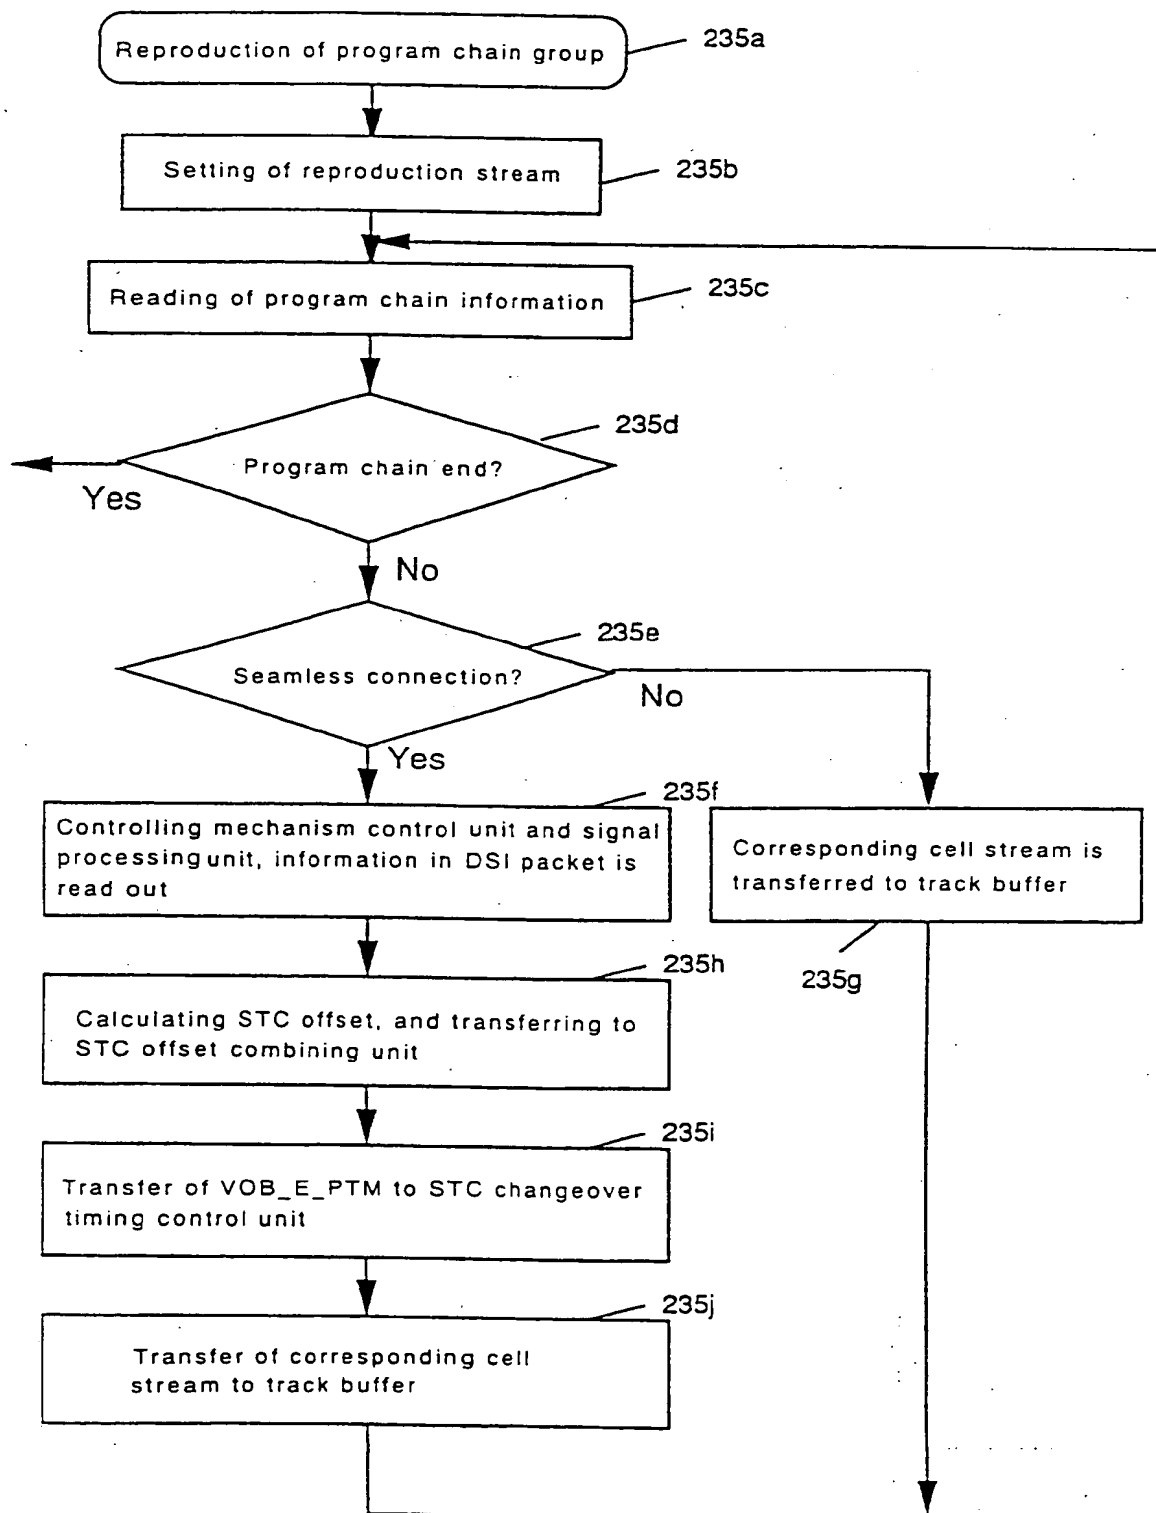 Reproduction of program chain group
235a
Setting of reproduction stream
235b
Reading of program chain information
235c
235d
Program chain end?
Yes
No
235e
Seamless connection?
No
Yes
235f
Controlling mechanism control unit and signal
processing unit, information in DSI packet is
read out
Corresponding cell stream is
transferred to track buffer
235g
235h
Calculating STC offset, and transferring to
STC offset combining unit
235i
Transfer of VOB_E_PTM to STC changeover
timing control unit
235j
Transfer of corresponding cell
stream to track buffer